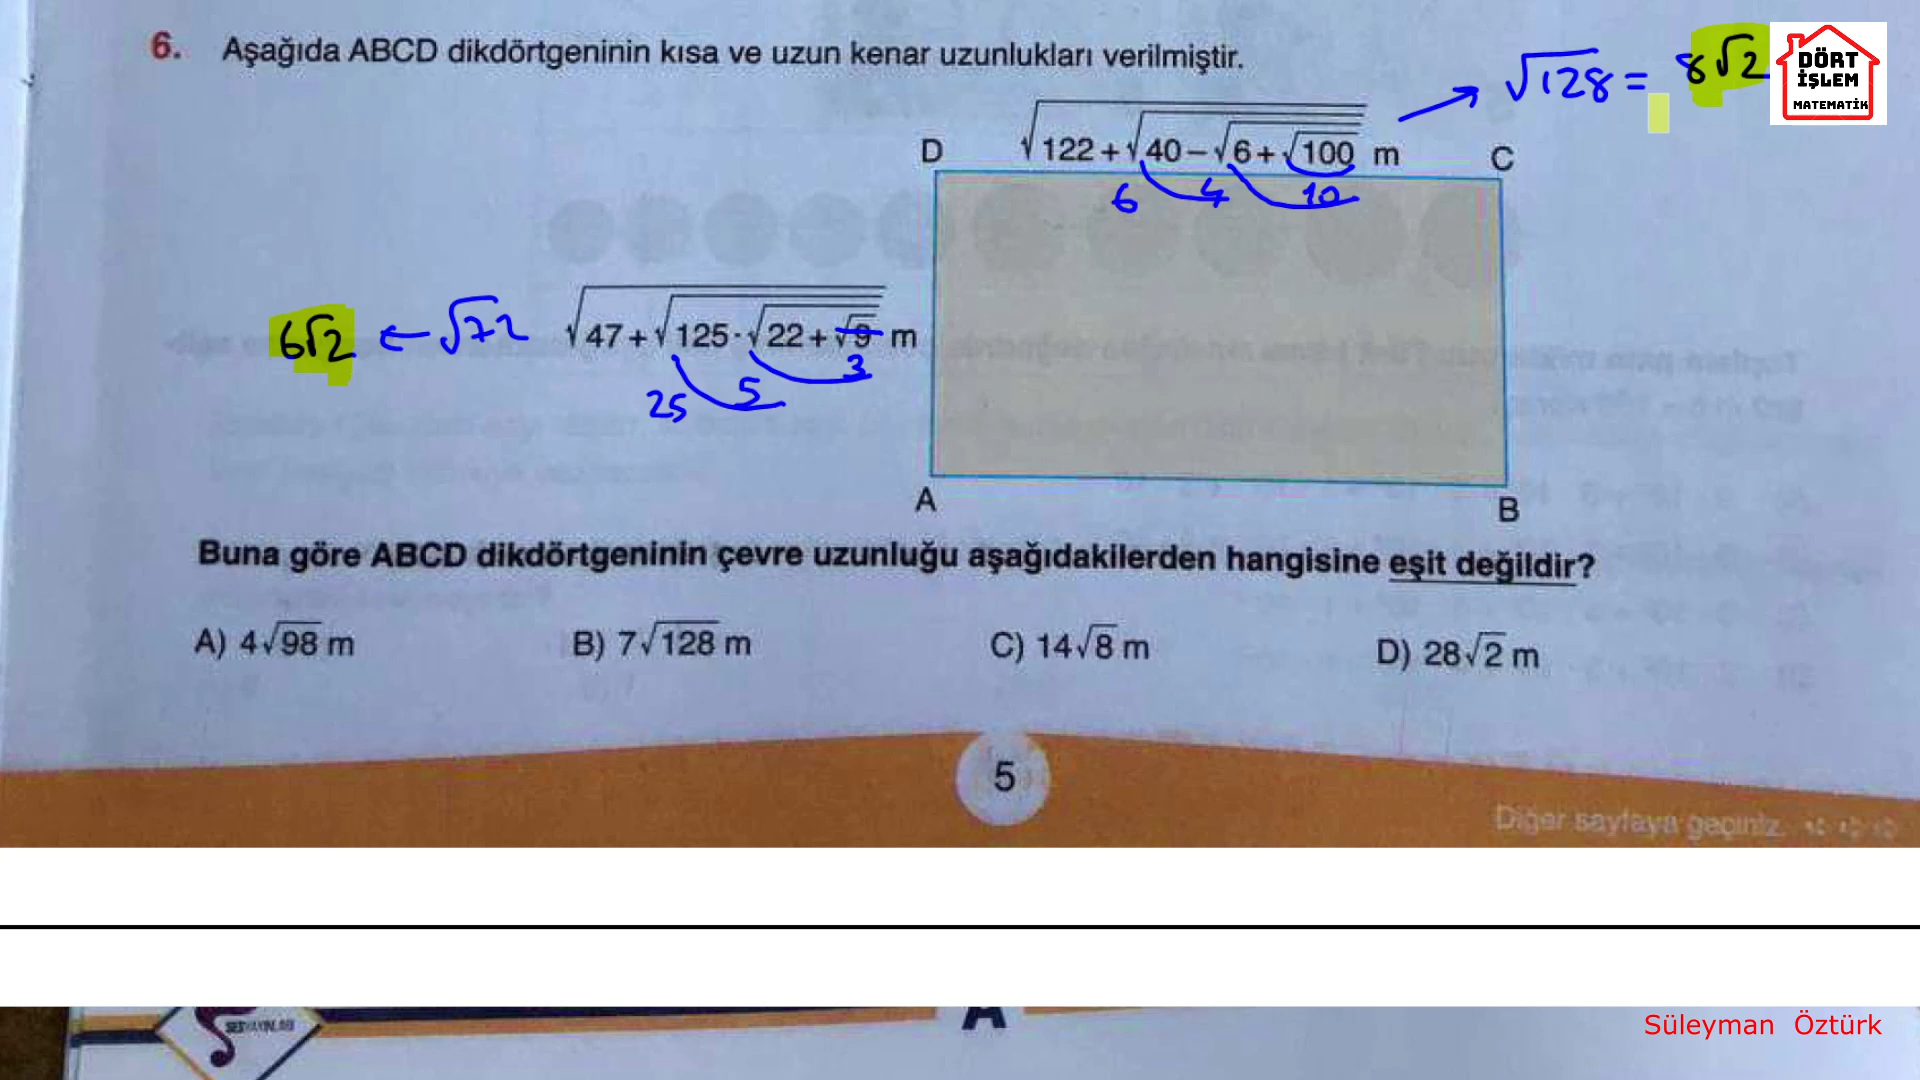 6. Aşağıda ABCD dikdörtgeninin kısa ve uzun kenar uzunlukları verilmiştir.
√128 = 8√2
DÖRT
İŞLEM
MATEMATİK
D √(122 + √(40 − √(6 + √100))) m C
6 4 10
6√2 ← √72 √(47 + √(125 · √(22 + √9))) m
25 5 3
A B
Buna göre ABCD dikdörtgeninin çevre uzunluğu aşağıdakilerden hangisine eşit değildir?
A) 4√98 m B) 7√128 m C) 14√8 m D) 28√2 m
5
Diğer sayfaya geçiniz.
SES YAYINLARI
A
Süleyman Öztürk